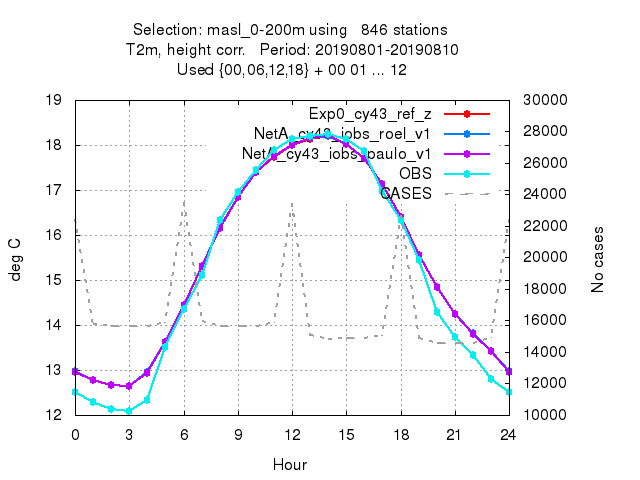 Selection: masl_0-200m using   846 stations
T2m, height corr.   Period: 20190801-20190810
Used {00,06,12,18} + 00 01 ... 12
19
18
17
16
15
14
13
12
deg C
30000
28000
26000
24000
22000
20000
18000
16000
14000
12000
10000
No cases
Exp0_cy43_ref_z
NetA_cy43_iobs_roel_v1
NetA_cy43_iobs_paulo_v1
OBS
CASES
0 3 6 9 12 15 18 21 24
Hour